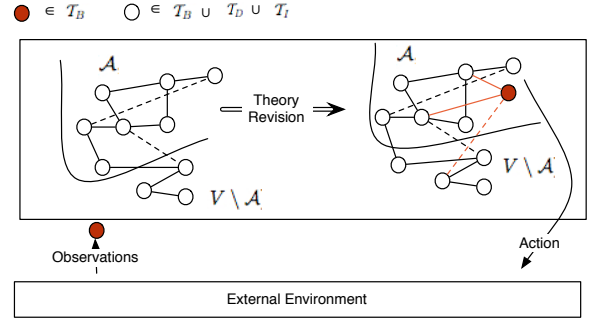 ∈ 𝒯_B ∈ 𝒯_B ∪ 𝒯_D ∪ 𝒯_I
𝒜 𝒜
Theory
Revision
V \ 𝒜 V \ 𝒜
Observations Action
External Environment